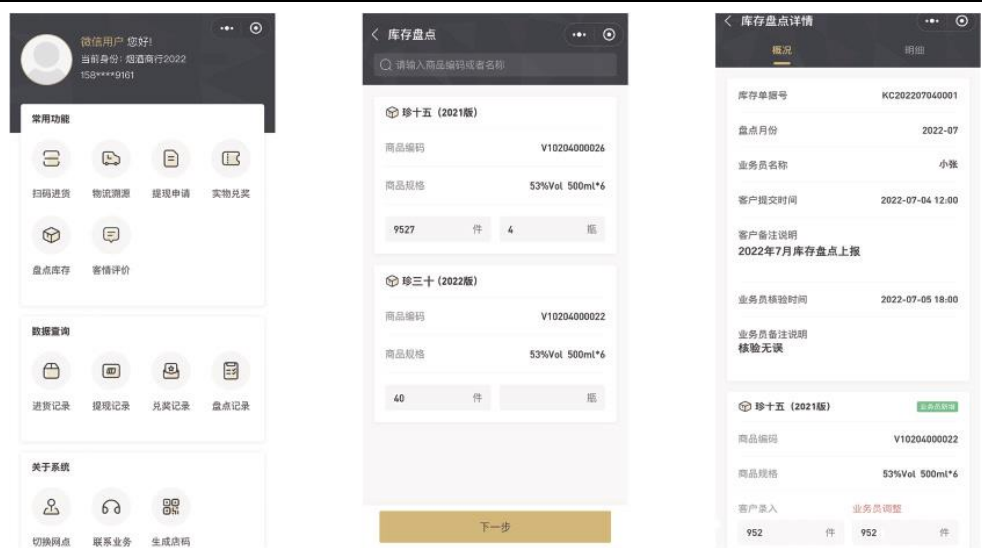 微信用户 您好!
当前身份: 烟酒商行2022
158****9161
常用功能
扫码进货
物流溯源
提现申请
实物兑奖
盘点库存
客情评价
数据查询
进货记录
提现记录
兑奖记录
盘点记录
关于系统
切换网点
联系业务
生成店码
库存盘点
请输入商品编码或者名称
珍十五 (2021版)
商品编码 V10204000026
商品规格 53%Vol 500ml*6
9527 件 4 瓶
珍三十 (2022版)
商品编码 V10204000022
商品规格 53%Vol 500ml*6
40 件 瓶
下一步
库存盘点详情
概况 明细
库存单据号 KC202207040001
盘点月份 2022-07
业务员名称 小张
客户提交时间 2022-07-04 12:00
客户备注说明
2022年7月库存盘点上报
业务员核验时间 2022-07-05 18:00
业务员备注说明
核验无误
珍十五 (2021版) 业务员新增
商品编码 V10204000022
商品规格 53%Vol 500ml*6
客户录入 业务员调整
952 件 952 件